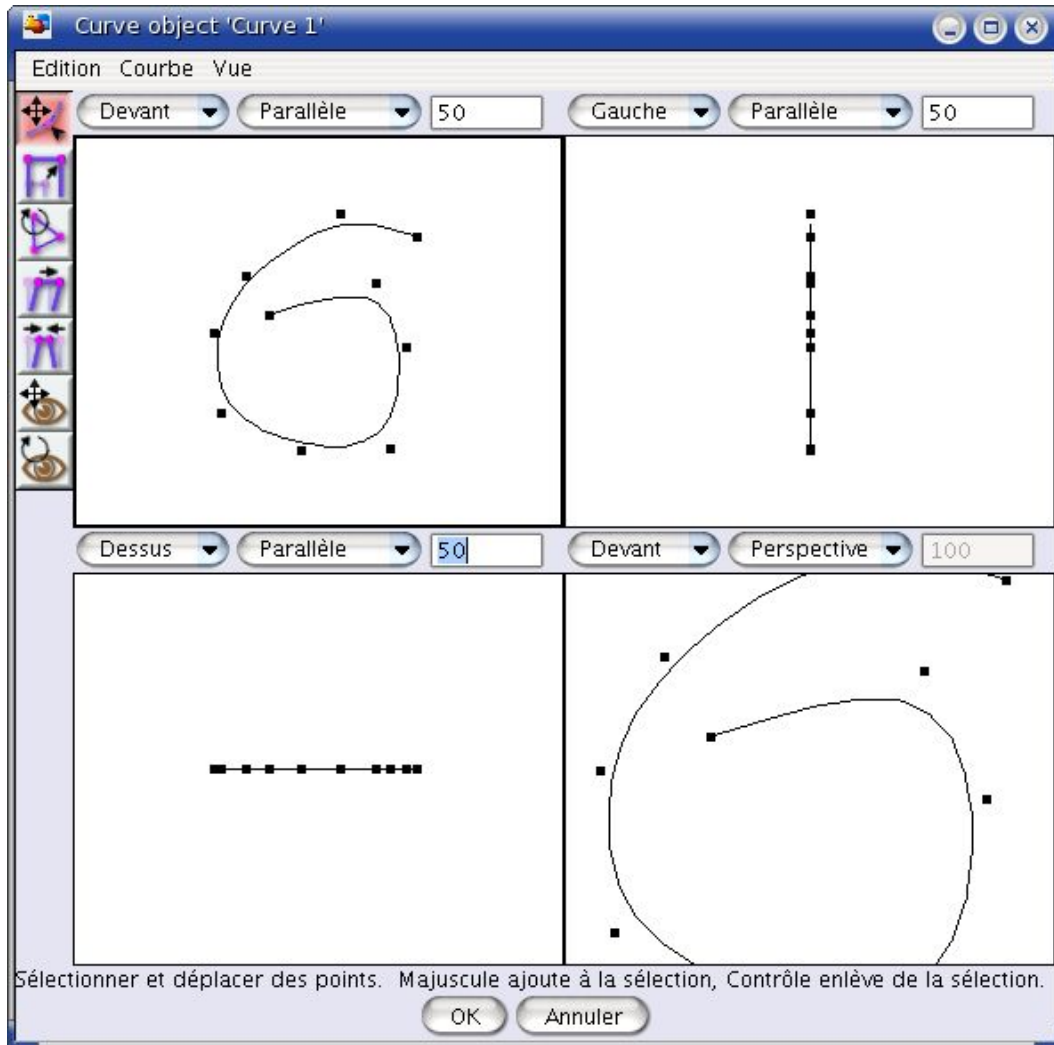 Curve object 'Curve 1'
Edition Courbe Vue
Devant Parallèle 50 Gauche Parallèle 50
Dessus Parallèle 50 Devant Perspective 100
Sélectionner et déplacer des points. Majuscule ajoute à la sélection, Contrôle enlève de la sélection.
OK Annuler